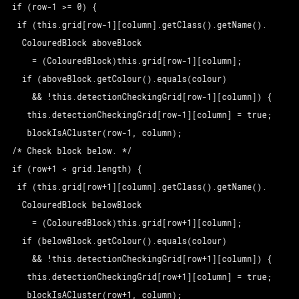 if (row-1 >= 0) {
if (this.grid[row-1][column].getClass().getName().
ColouredBlock aboveBlock
= (ColouredBlock)this.grid[row-1][column];
if (aboveBlock.getColour().equals(colour)
&& !this.detectionCheckingGrid[row-1][column]) {
this.detectionCheckingGrid[row-1][column] = true;
blockIsACluster(row-1, column);
/* Check block below. */
if (row+1 < grid.length) {
if (this.grid[row+1][column].getClass().getName().
ColouredBlock belowBlock
= (ColouredBlock)this.grid[row+1][column];
if (belowBlock.getColour().equals(colour)
&& !this.detectionCheckingGrid[row+1][column]) {
this.detectionCheckingGrid[row+1][column] = true;
blockIsACluster(row+1, column);